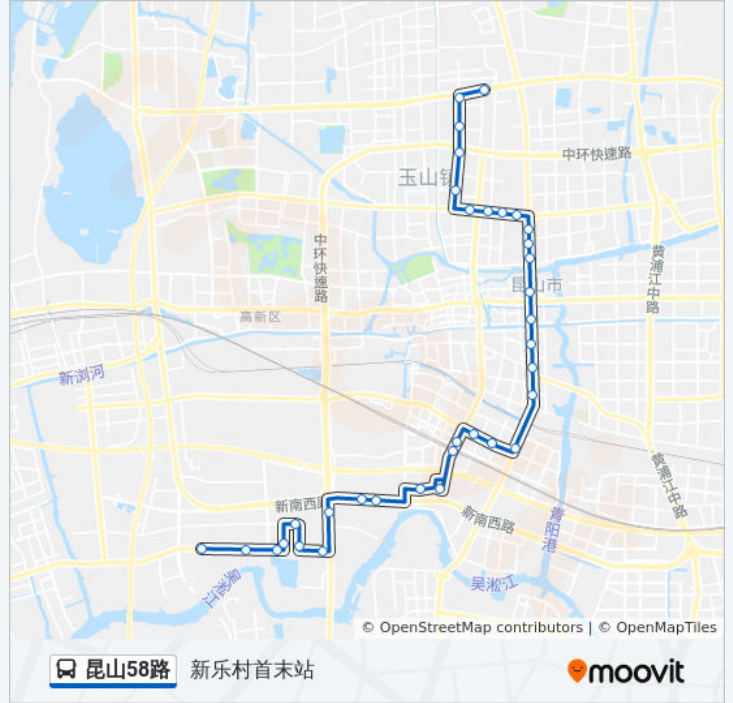 玉山镇
中环快速路
中环快速路
黄浦江中路
昆山市
高新区
新浏河
黄浦江中路
新南西路
新南西路
青阳港
吴淞江
吴淞江
© OpenStreetMap contributors | © OpenMapTiles
昆山58路 新乐村首末站
moovit